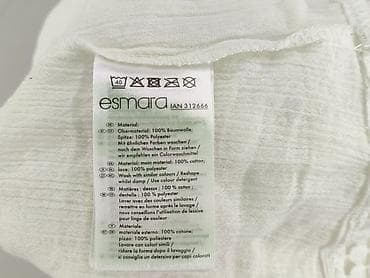 40
esmara IAN 312666
Material:
Obermaterial: 100% Baumwolle,
Spitze: 100% Polyester
Mit ähnlichen Farben waschen /
nach dem Waschen in Form ziehen /
wir empfehlen ein Colorwaschmittel
Material: main material: 100% cotton;
lace: 100% polyester
Wash with similar colours / Reshape
whilst damp / Use colour detergent
Matières : dessus : 100 % coton ;
dentelle : 100 % polyester
Laver avec des couleurs similaires /
remettre en forme après le lavage /
nous conseillons l'utilisation de lessive
pour linge de couleur
Materiale:
materiale esterno: 100% cotone;
pizzo: 100% poliestere
Lavare con colori simili /
ridare la forma dopo il lavaggio /
si consiglia un detersivo per capi